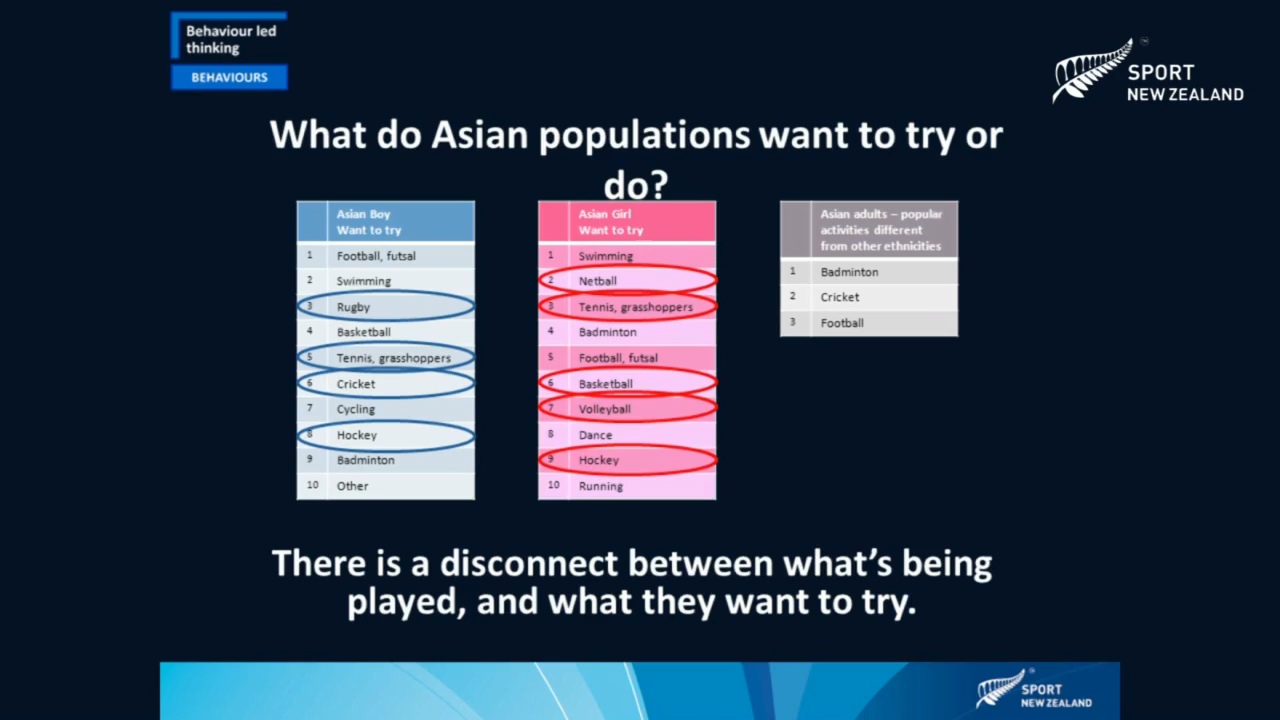 Behaviour led
thinking
BEHAVIOURS
SPORT
NEW ZEALAND
What do Asian populations want to try or
do?
Asian Boy
Want to try
1 Football, futsal
2 Swimming
3 Rugby
4 Basketball
5 Tennis, grasshoppers
6 Cricket
7 Cycling
8 Hockey
9 Badminton
10 Other
Asian Girl
Want to try
1 Swimming
2 Netball
3 Tennis, grasshoppers
4 Badminton
5 Football, futsal
6 Basketball
7 Volleyball
8 Dance
9 Hockey
10 Running
Asian adults – popular
activities different
from other ethnicities
1 Badminton
2 Cricket
3 Football
There is a disconnect between what's being
played, and what they want to try.
SPORT
NEW ZEALAND